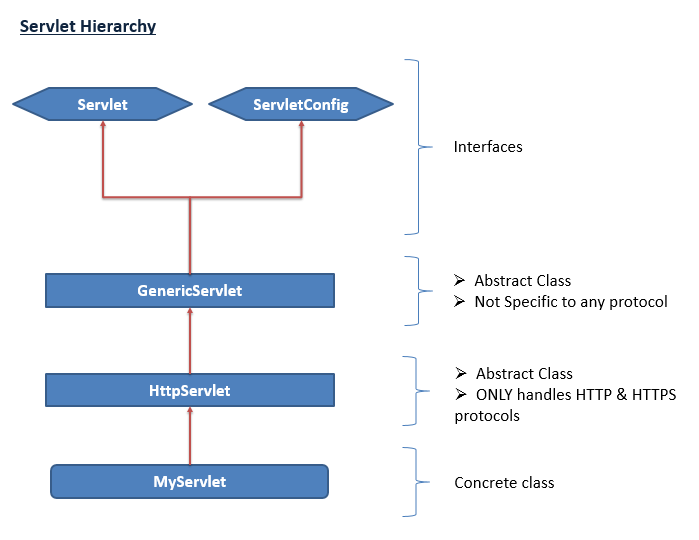 Servlet Hierarchy
Servlet
ServletConfig
Interfaces
GenericServlet
➢ Abstract Class
➢ Not Specific to any protocol
HttpServlet
➢ Abstract Class
➢ ONLY handles HTTP & HTTPS
protocols
MyServlet
Concrete class